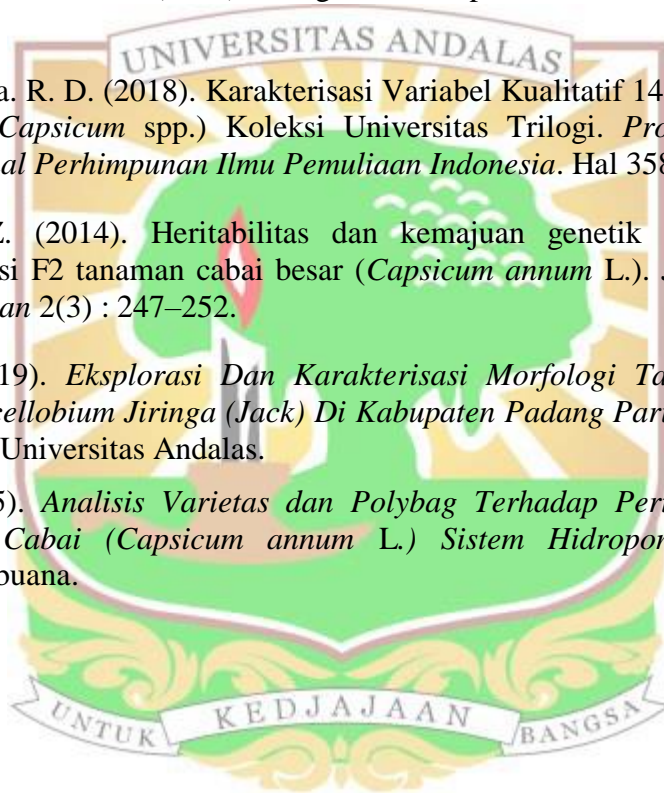 UNIVERSITAS ANDALAS
a. R. D. (2018). Karakterisasi Variabel Kualitatif 14
Capsicum spp.) Koleksi Universitas Trilogi. Pro
al Perhimpunan Ilmu Pemuliaan Indonesia. Hal 358
Z. (2014). Heritabilitas dan kemajuan genetik
si F2 tanaman cabai besar (Capsicum annum L.). J
an 2(3) : 247–252.
19). Eksplorasi Dan Karakterisasi Morfologi Ta
cellobium Jiringa (Jack) Di Kabupaten Padang Par
Universitas Andalas.
5). Analisis Varietas dan Polybag Terhadap Per
Cabai (Capsicum annum L.) Sistem Hidropon
buana.
UNTUK KEDJAJAAN BANGSA